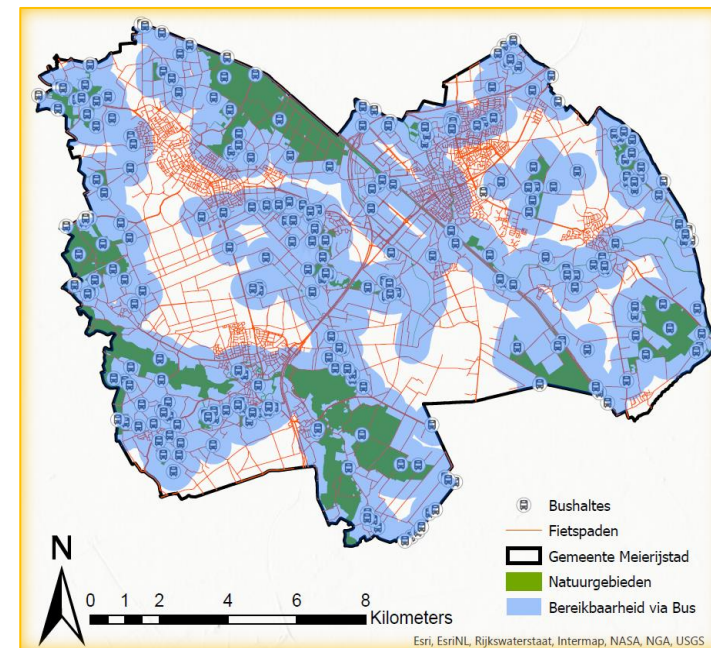 Bushaltes
Fietspaden
Gemeente Meierijstad
Natuurgebieden
Bereikbaarheid via Bus
N
0 1 2 4 6 8
Kilometers
Esri, EsriNL, Rijkswaterstaat, Intermap, NASA, NGA, USGS